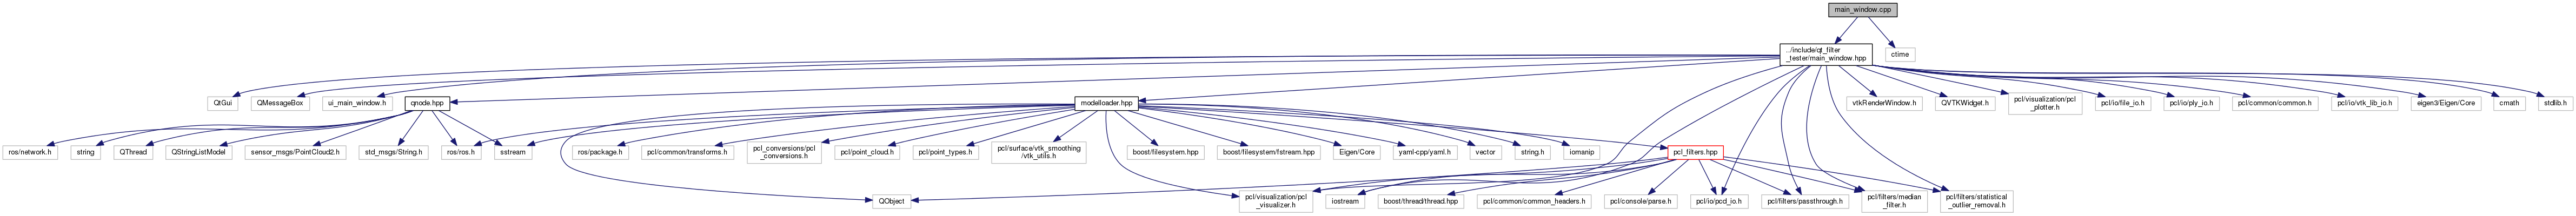 main_window.cpp
../include/qt_filter
_tester/main_window.hpp
ctime
QtGui
QMessageBox
ui_main_window.h
qnode.hpp
modelloader.hpp
vtkRenderWindow.h
QVTKWidget.h
pcl/visualization/pcl
_plotter.h
pcl/io/file_io.h
pcl/io/ply_io.h
pcl/common/common.h
pcl/io/vtk_lib_io.h
eigen3/Eigen/Core
cmath
stdlib.h
ros/network.h
string
QThread
QStringListModel
sensor_msgs/PointCloud2.h
std_msgs/String.h
ros/ros.h
sstream
ros/package.h
pcl/common/transforms.h
pcl_conversions/pcl
_conversions.h
pcl/point_cloud.h
pcl/point_types.h
pcl/surface/vtk_smoothing
/vtk_utils.h
boost/filesystem.hpp
boost/filesystem/fstream.hpp
Eigen/Core
yaml-cpp/yaml.h
vector
string.h
iomanip
pcl_filters.hpp
QObject
pcl/visualization/pcl
_visualizer.h
iostream
boost/thread/thread.hpp
pcl/common/common_headers.h
pcl/console/parse.h
pcl/io/pcd_io.h
pcl/filters/passthrough.h
pcl/filters/median
_filter.h
pcl/filters/statistical
_outlier_removal.h